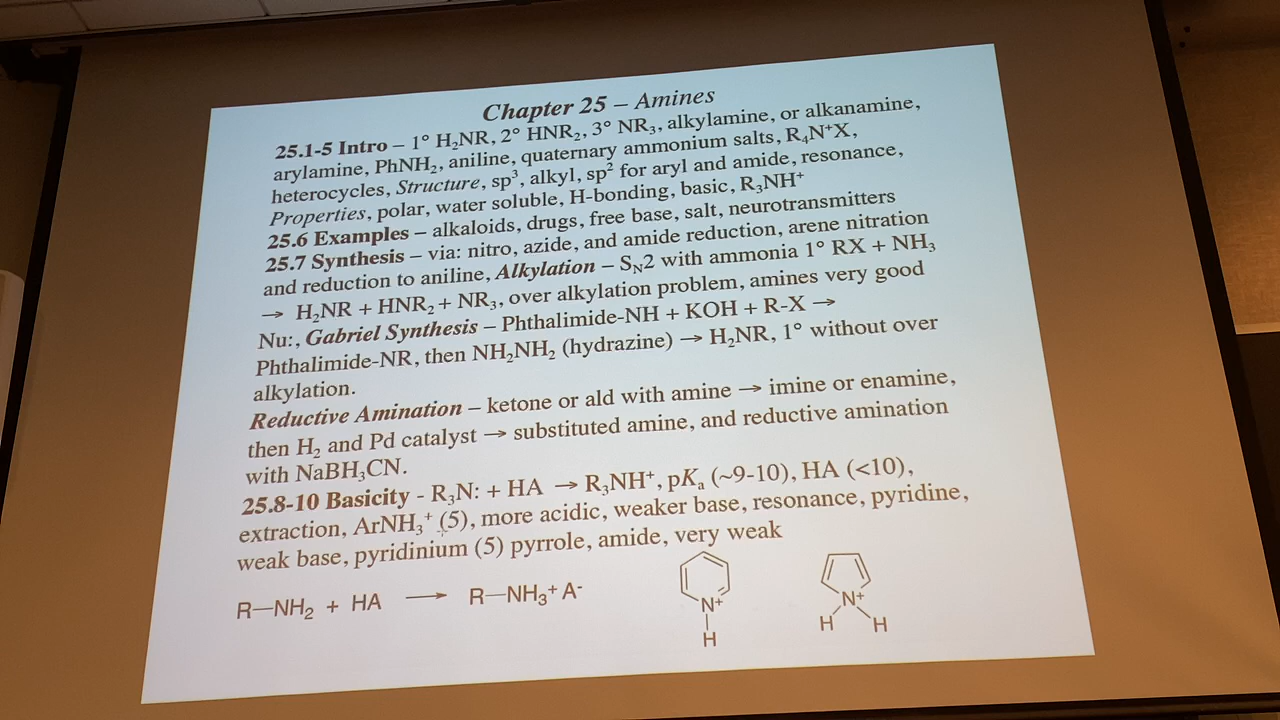 Chapter 25 – Amines
25.1-5 Intro – 1° H₂NR, 2° HNR₂, 3° NR₃, alkylamine, or alkanamine,
arylamine, PhNH₂, aniline, quaternary ammonium salts, R₄N⁺X,
heterocycles, Structure, sp³, alkyl, sp² for aryl and amide, resonance,
Properties, polar, water soluble, H-bonding, basic, R₃NH⁺
25.6 Examples – alkaloids, drugs, free base, salt, neurotransmitters
25.7 Synthesis – via: nitro, azide, and amide reduction, arene nitration
and reduction to aniline, Alkylation – Sₙ2 with ammonia 1° RX + NH₃
→ H₂NR + HNR₂ + NR₃, over alkylation problem, amines very good
Nu:, Gabriel Synthesis – Phthalimide-NH + KOH + R-X →
Phthalimide-NR, then NH₂NH₂ (hydrazine) → H₂NR, 1° without over
alkylation.
Reductive Amination – ketone or ald with amine → imine or enamine,
then H₂ and Pd catalyst → substituted amine, and reductive amination
with NaBH₃CN.
25.8-10 Basicity - R₃N: + HA → R₃NH⁺, pKₐ (~9-10), HA (<10),
extraction, ArNH₃⁺ (5), more acidic, weaker base, resonance, pyridine,
weak base, pyridinium (5) pyrrole, amide, very weak
R—NH₂ + HA → R—NH₃⁺ A⁻
N⁺
H
N⁺
H H